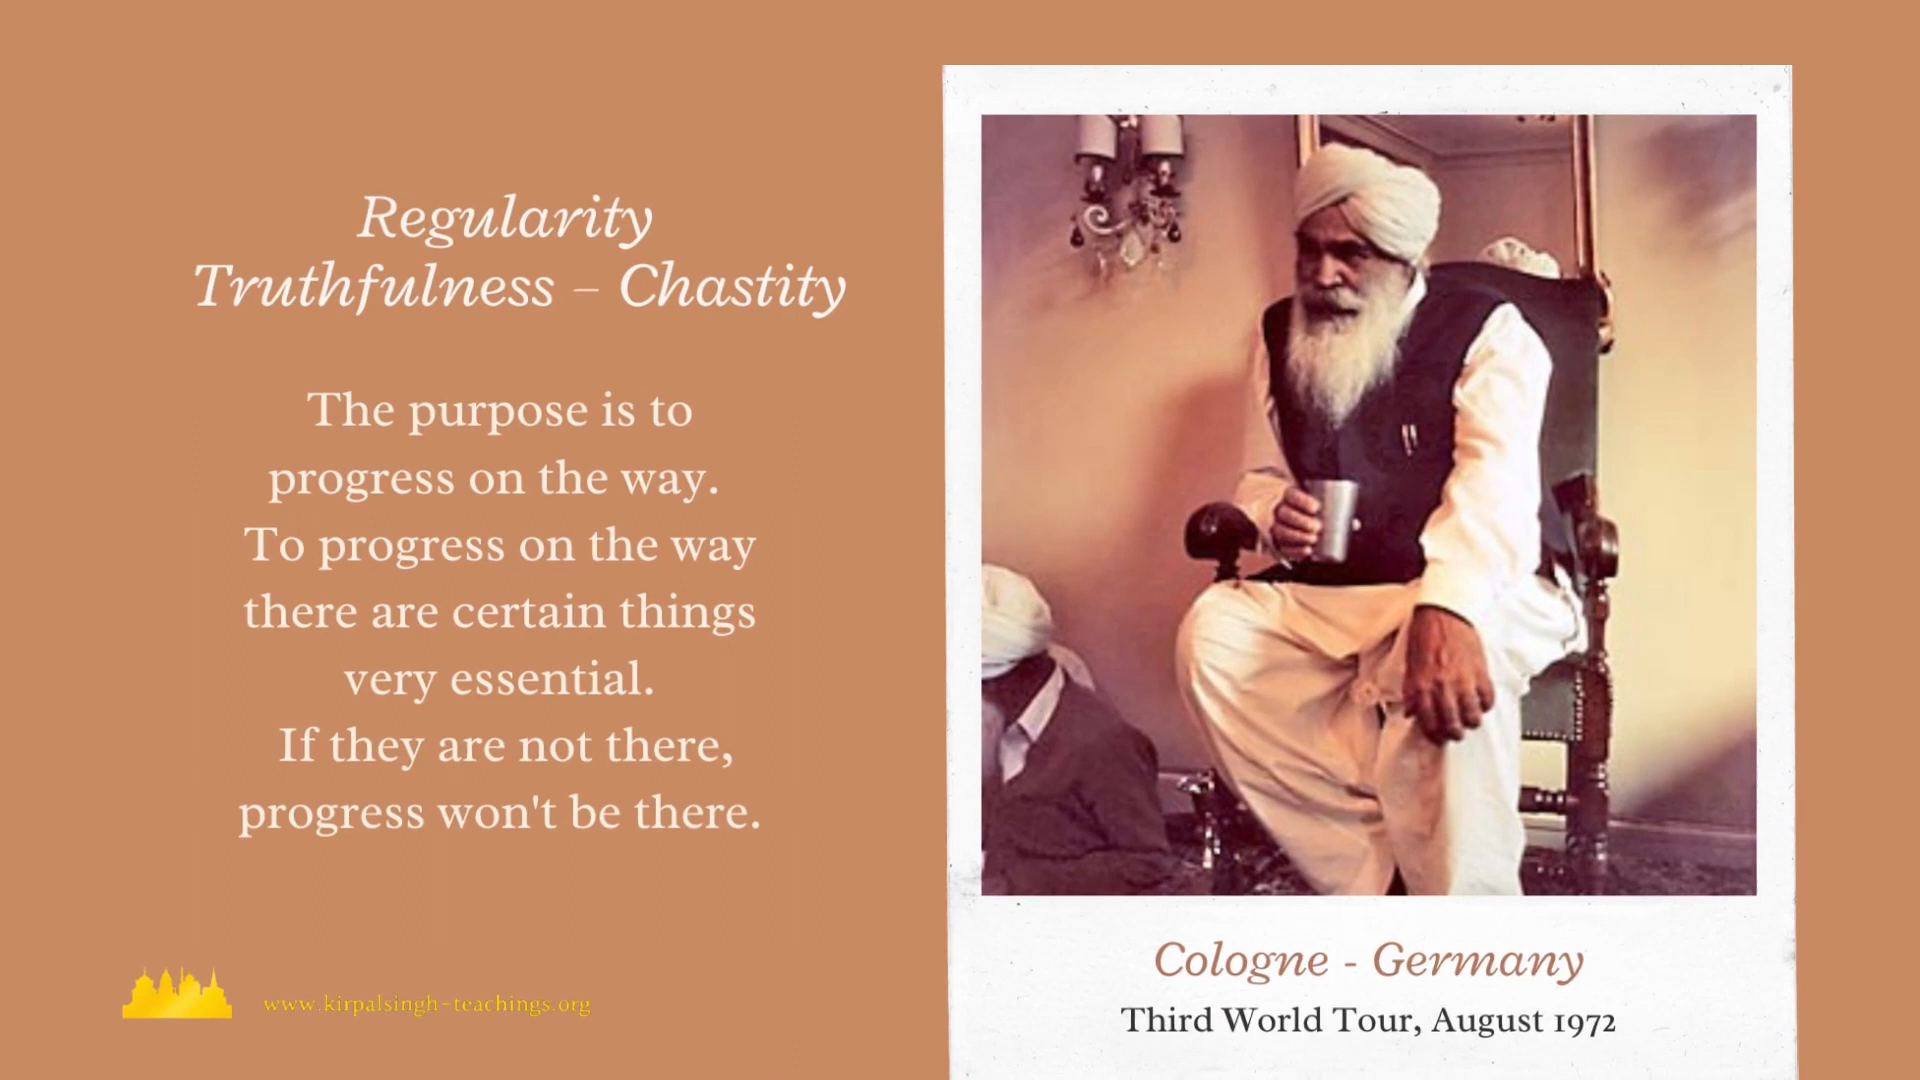 Regularity
Truthfulness – Chastity
The purpose is to
progress on the way.
To progress on the way
there are certain things
very essential.
If they are not there,
progress won't be there.
www.kirpalsingh-teachings.org
Cologne - Germany
Third World Tour, August 1972